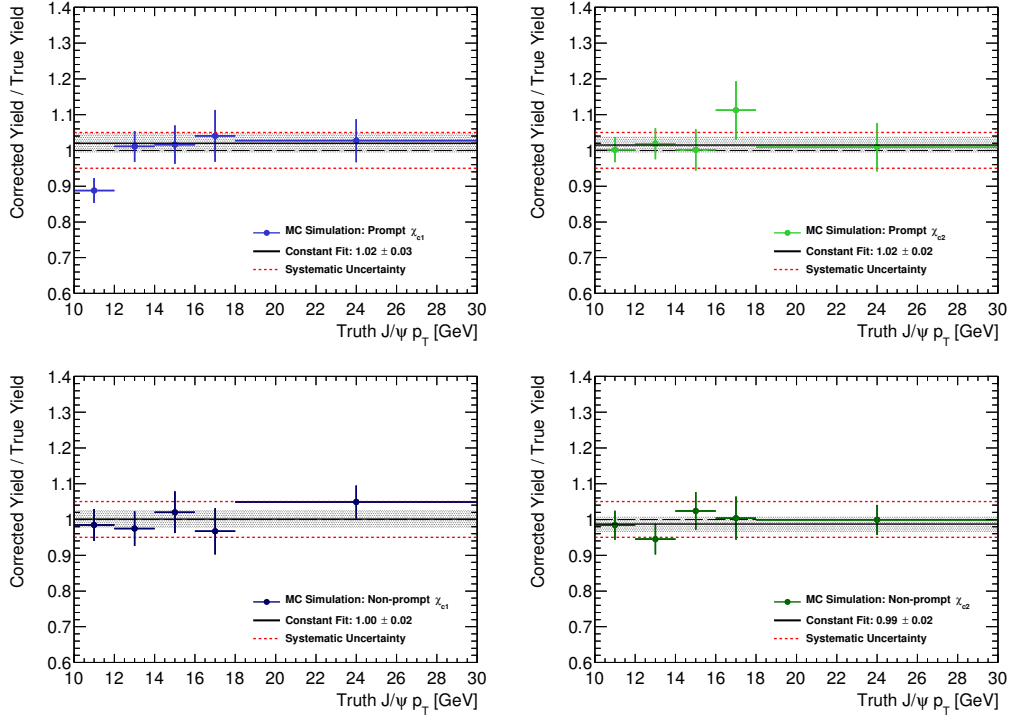 Corrected Yield / True Yield
1.4
1.3
1.2
1.1
1
0.9
0.8
0.7
0.6
MC Simulation: Prompt χc1
Constant Fit: 1.02 ± 0.03
Systematic Uncertainty
10 12 14 16 18 20 22 24 26 28 30
Truth J/ψ pT [GeV]
Corrected Yield / True Yield
1.4
1.3
1.2
1.1
1
0.9
0.8
0.7
0.6
MC Simulation: Prompt χc2
Constant Fit: 1.02 ± 0.02
Systematic Uncertainty
10 12 14 16 18 20 22 24 26 28 30
Truth J/ψ pT [GeV]
Corrected Yield / True Yield
1.4
1.3
1.2
1.1
1
0.9
0.8
0.7
0.6
MC Simulation: Non-prompt χc1
Constant Fit: 1.00 ± 0.02
Systematic Uncertainty
10 12 14 16 18 20 22 24 26 28 30
Truth J/ψ pT [GeV]
Corrected Yield / True Yield
1.4
1.3
1.2
1.1
1
0.9
0.8
0.7
0.6
MC Simulation: Non-prompt χc2
Constant Fit: 0.99 ± 0.02
Systematic Uncertainty
10 12 14 16 18 20 22 24 26 28 30
Truth J/ψ pT [GeV]